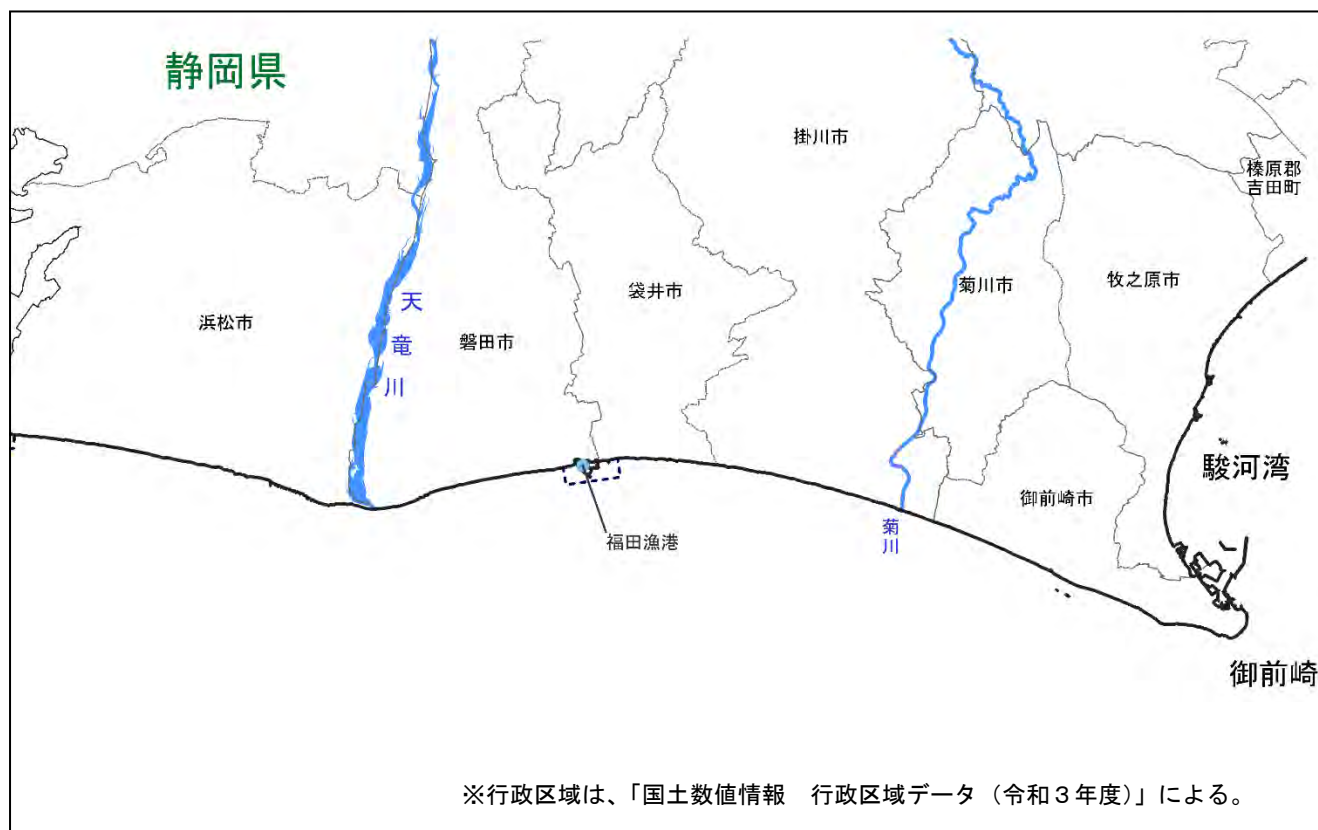 静岡県
掛川市
榛原郡
吉田町
浜松市
天竜川
磐田市
袋井市
菊川市
牧之原市
駿河湾
御前崎市
菊川
福田漁港
御前崎
※行政区域は、「国土数値情報　行政区域データ（令和３年度）」による。